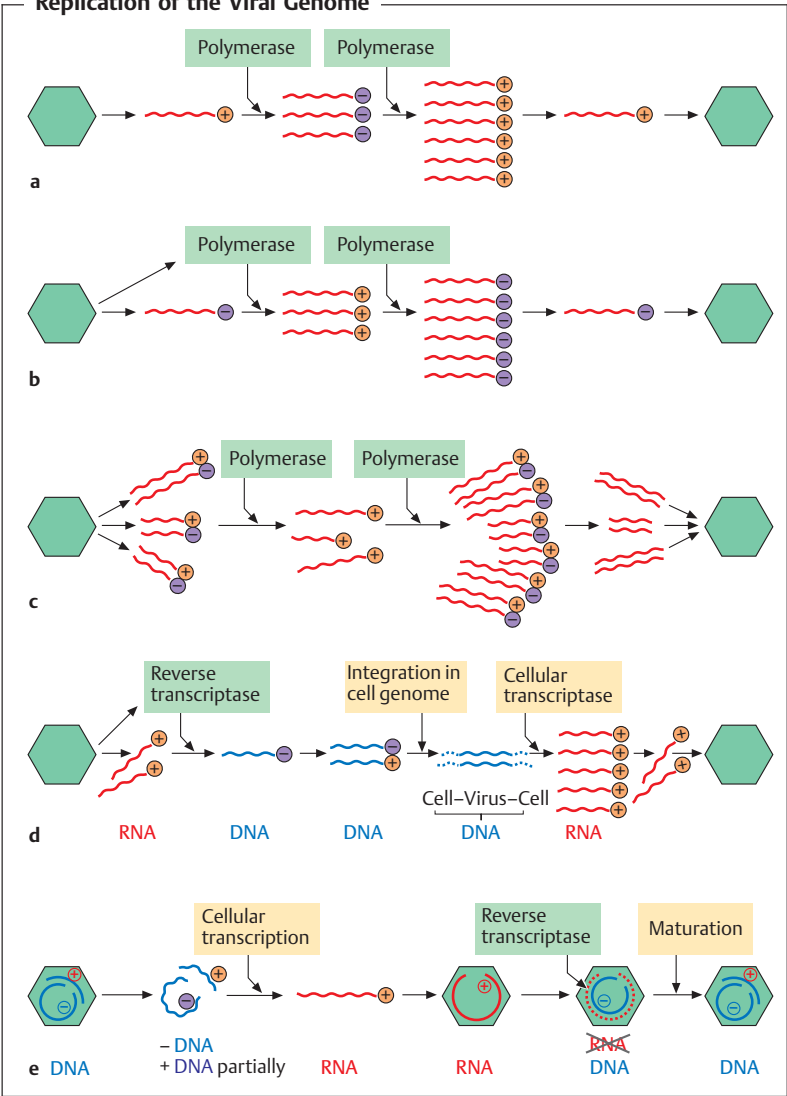 Replication of the Viral Genome
Polymerase Polymerase
+ − +
− +
− +
+
+
+
a
Polymerase Polymerase
− + −
+ −
+ −
−
−
−
b
+ − Polymerase Polymerase + −
+ − + + −
+ − + + −
+ + −
+ −
+ −
c
Reverse transcriptase
Integration in cell genome
Cellular transcriptase
+ + − − + + + + + + + +
Cell–Virus–Cell
d RNA DNA DNA DNA RNA
Cellular transcription
Reverse transcriptase
Maturation
+ − + − + + − + −
– DNA
+ DNA partially
RNA
e DNA RNA RNA DNA DNA